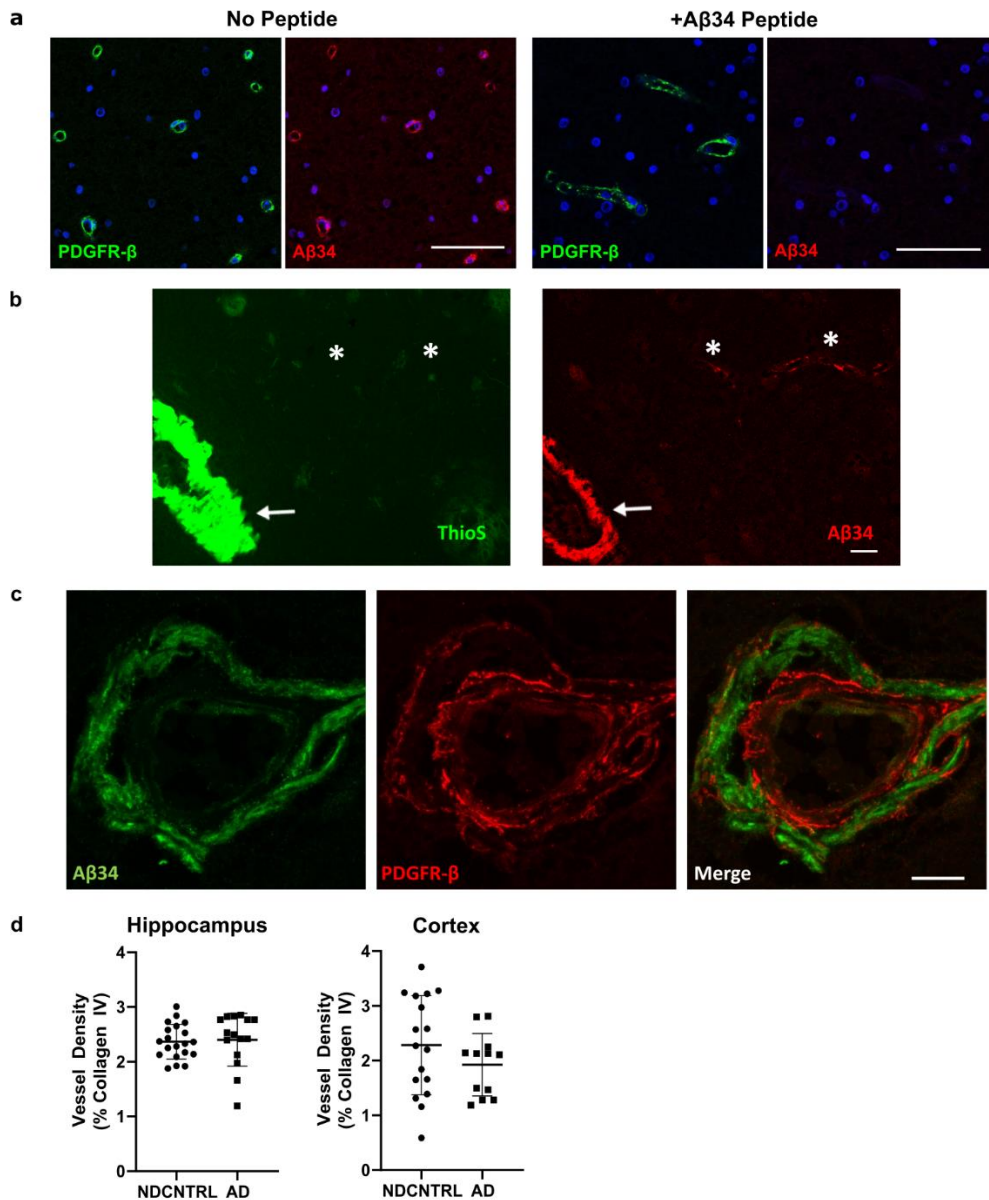 a
No Peptide
+Aβ34 Peptide
PDGFR-β
Aβ34
PDGFR-β
Aβ34
b
*
*
*
*
ThioS
Aβ34
c
Aβ34
PDGFR-β
Merge
d
Hippocampus
Cortex
Vessel Density
(% Collagen IV)
4
3
2
1
0
NDCNTRL
AD
Vessel Density
(% Collagen IV)
4
3
2
1
0
NDCNTRL
AD